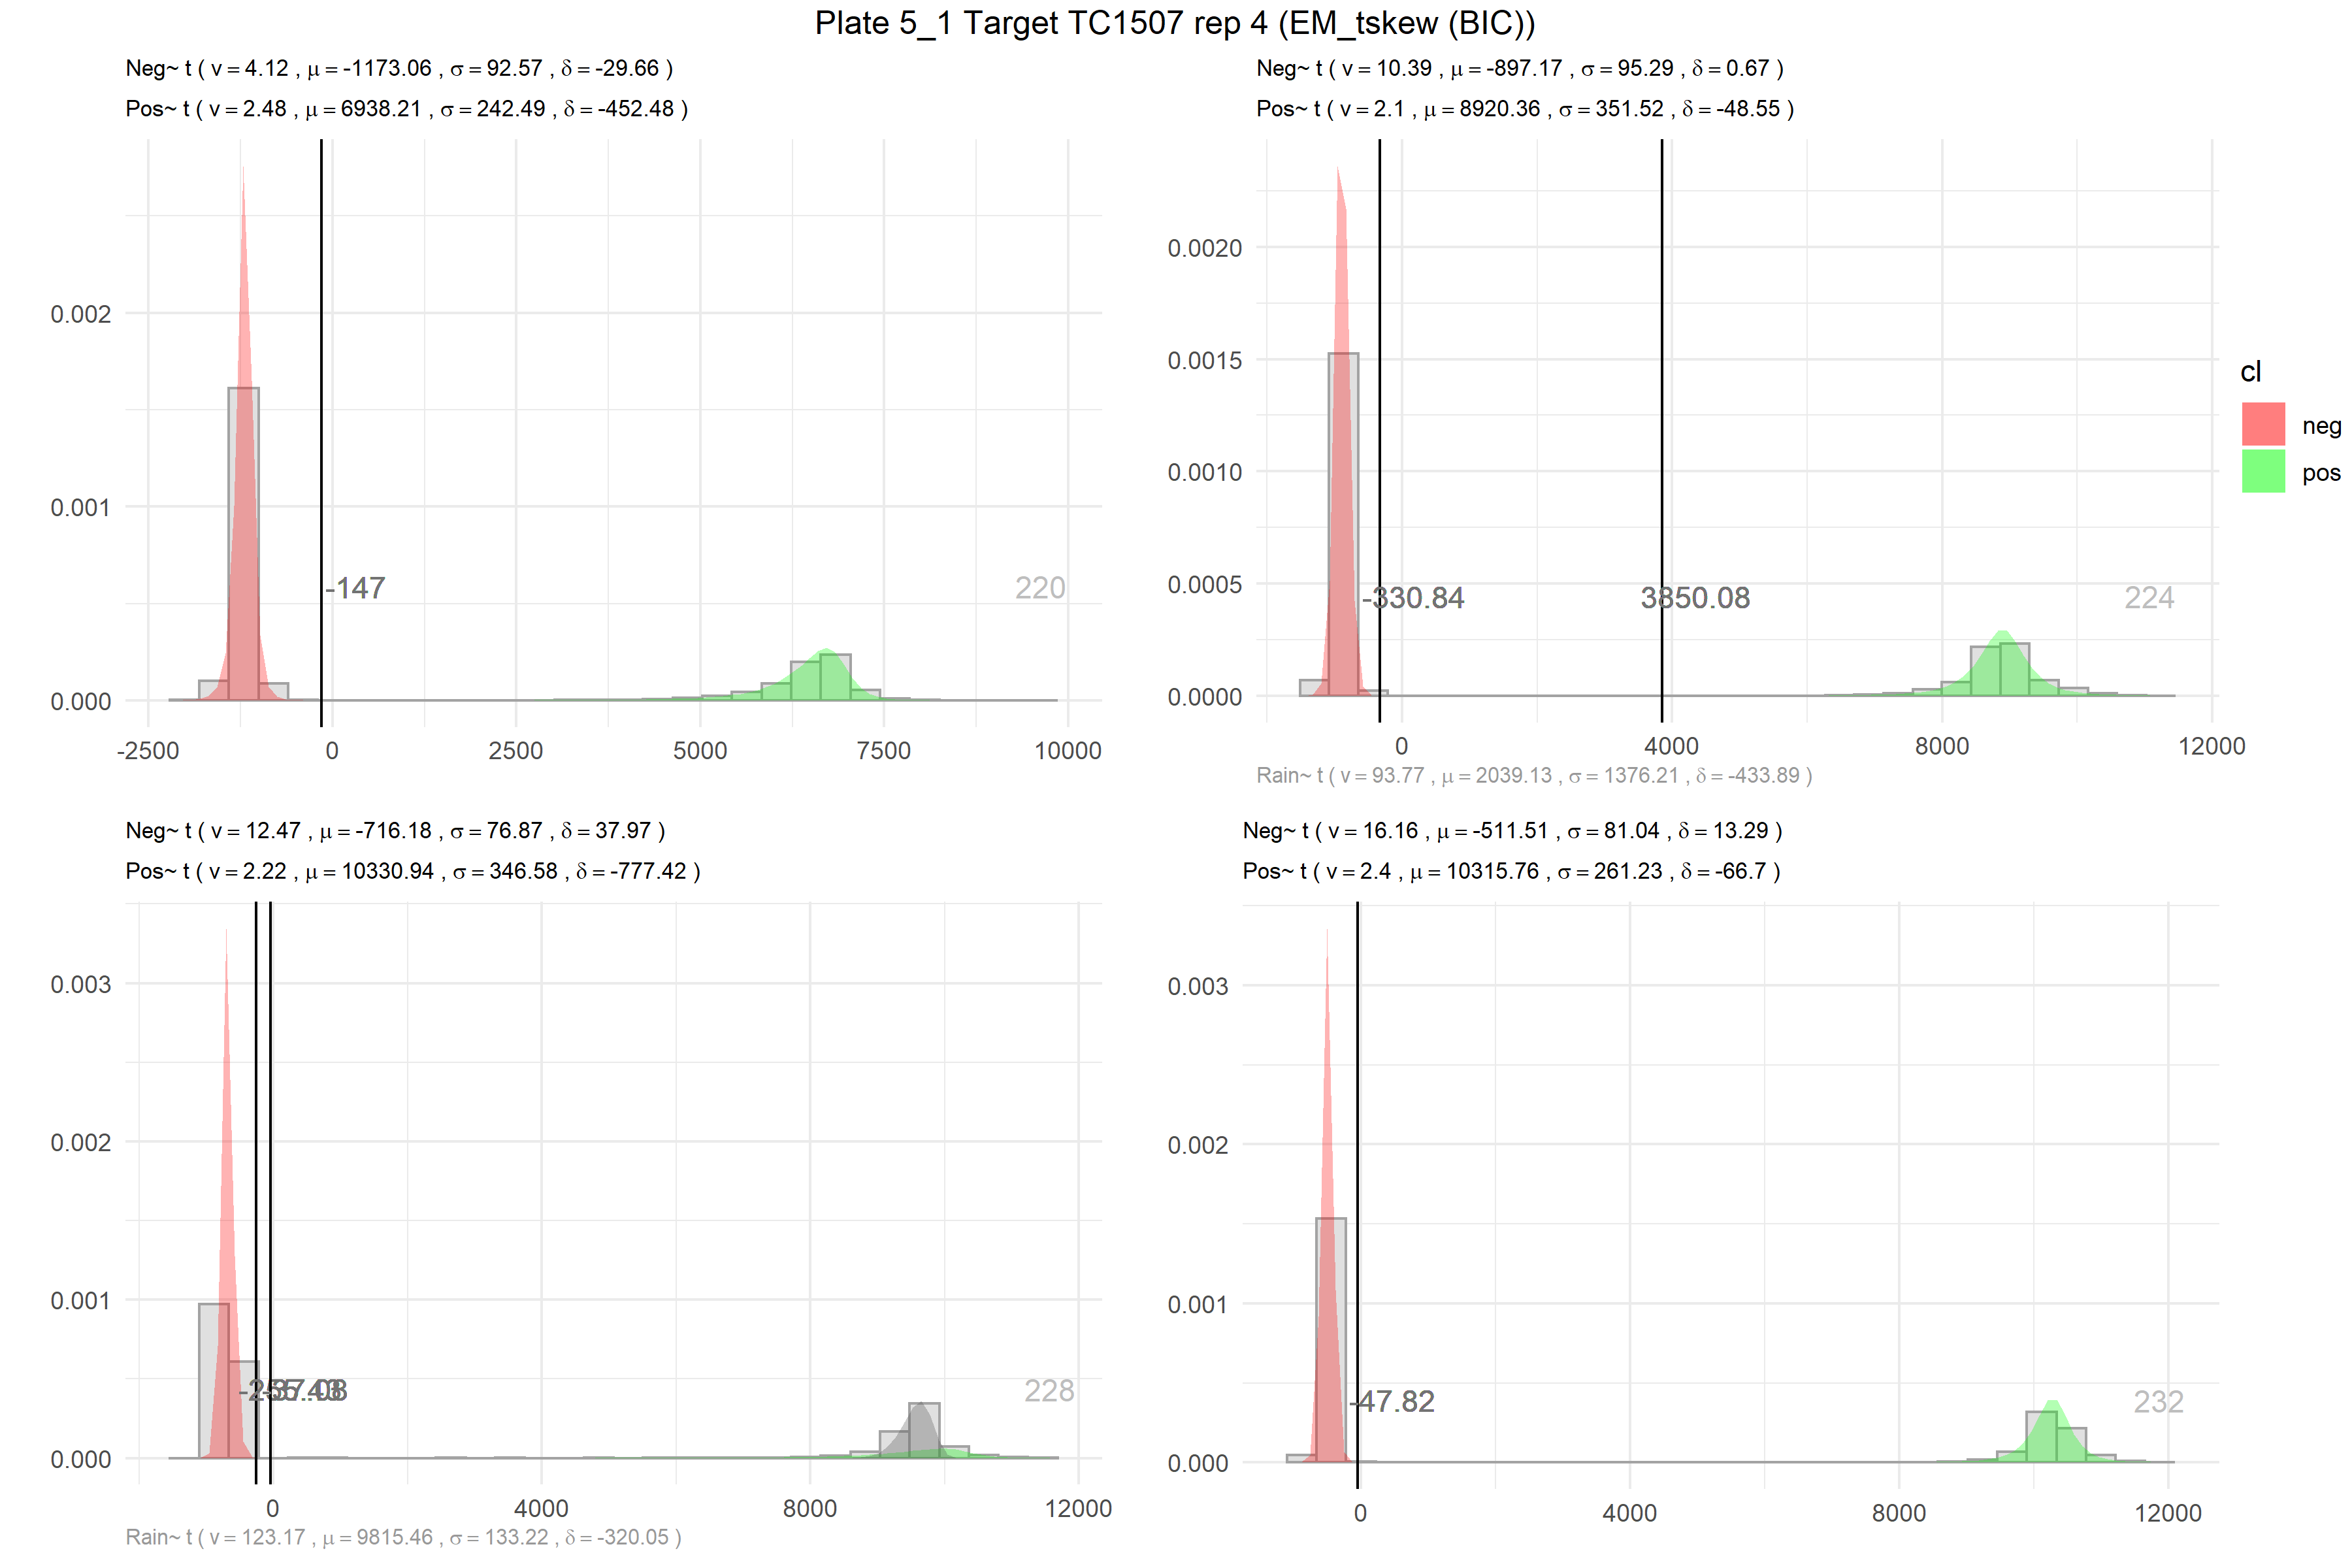 Plate 5_1 Target TC1507 rep 4 (EM_tskew (BIC))
Neg~ t ( v = 4.12 , μ = -1173.06 , σ = 92.57 , δ = -29.66 )
Pos~ t ( v = 2.48 , μ = 6938.21 , σ = 242.49 , δ = -452.48 )
0.002
0.001
0.000
-147
220
-2500 0 2500 5000 7500 10000
Neg~ t ( v = 10.39 , μ = -897.17 , σ = 95.29 , δ = 0.67 )
Pos~ t ( v = 2.1 , μ = 8920.36 , σ = 351.52 , δ = -48.55 )
0.0020
0.0015
0.0010
0.0005
0.0000
-330.84
3850.08
224
0 4000 8000 12000
Rain~ t ( v = 93.77 , μ = 2039.13 , σ = 1376.21 , δ = -433.89 )
cl
neg
pos
Neg~ t ( v = 12.47 , μ = -716.18 , σ = 76.87 , δ = 37.97 )
Pos~ t ( v = 2.22 , μ = 10330.94 , σ = 346.58 , δ = -777.42 )
0.003
0.002
0.001
0.000
228
0 4000 8000 12000
Rain~ t ( v = 123.17 , μ = 9815.46 , σ = 133.22 , δ = -320.05 )
Neg~ t ( v = 16.16 , μ = -511.51 , σ = 81.04 , δ = 13.29 )
Pos~ t ( v = 2.4 , μ = 10315.76 , σ = 261.23 , δ = -66.7 )
0.003
0.002
0.001
0.000
-47.82
232
0 4000 8000 12000